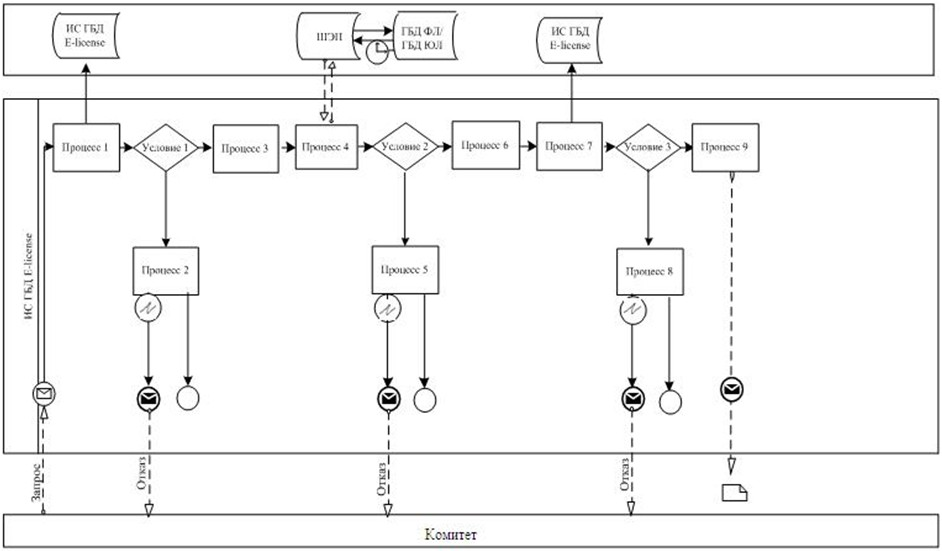 ИС ГБД
E-license
ШЭП
ГБД ФЛ/
ГБД ЮЛ
ИС ГБД
E-license
Процесс 1
Условие 1
Процесс 3
Процесс 4
Условие 2
Процесс 6
Процесс 7
Условие 3
Процесс 9
ИС ГБД E-license
Процесс 2
Процесс 5
Процесс 8
Запрос
Отказ
Отказ
Отказ
Комитет